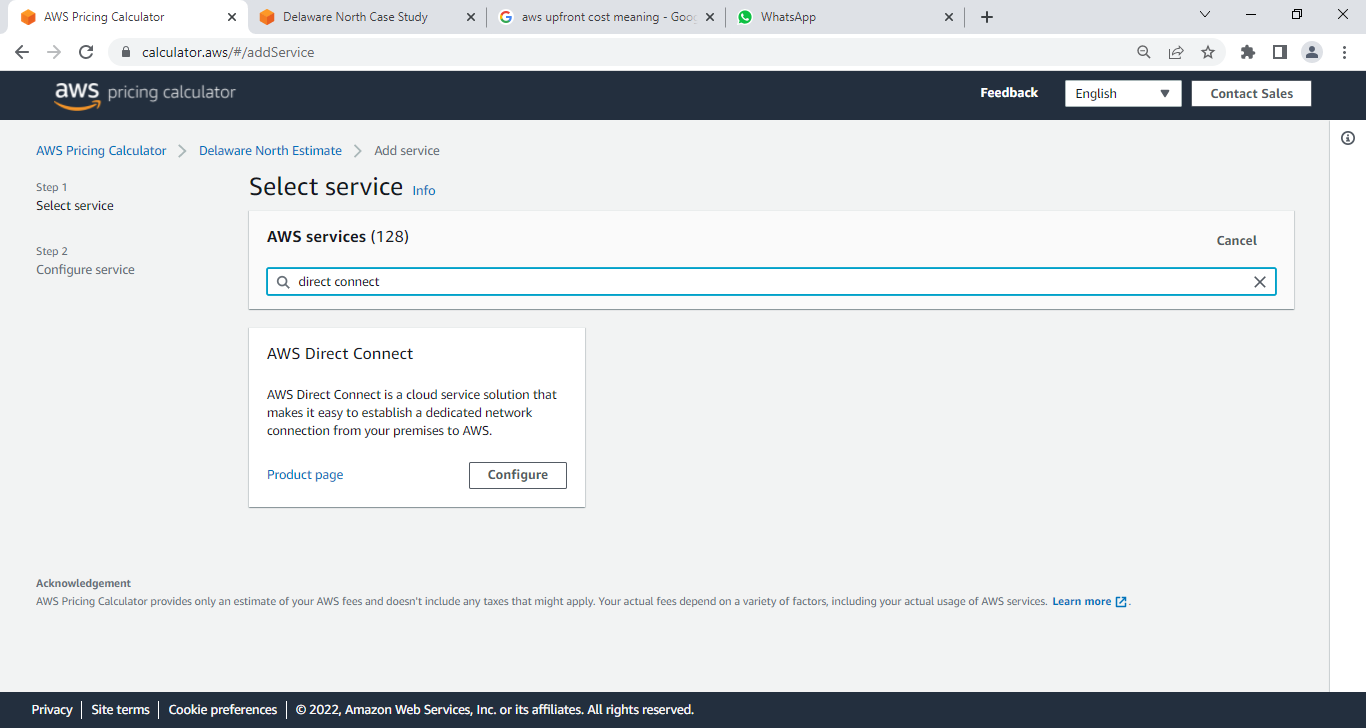 AWS Pricing Calculator
Delaware North Case Study
aws upfront cost meaning - Goo
WhatsApp
calculator.aws/#/addService
aws pricing calculator
Feedback
English
Contact Sales
AWS Pricing Calculator
Delaware North Estimate
Add service
Step 1
Select service
Step 2
Configure service
Select service Info
AWS services (128)
Cancel
direct connect
AWS Direct Connect
AWS Direct Connect is a cloud service solution that
makes it easy to establish a dedicated network
connection from your premises to AWS.
Product page
Configure
Acknowledgement
AWS Pricing Calculator provides only an estimate of your AWS fees and doesn't include any taxes that might apply. Your actual fees depend on a variety of factors, including your actual usage of AWS services. Learn more .
Privacy | Site terms | Cookie preferences | © 2022, Amazon Web Services, Inc. or its affiliates. All rights reserved.